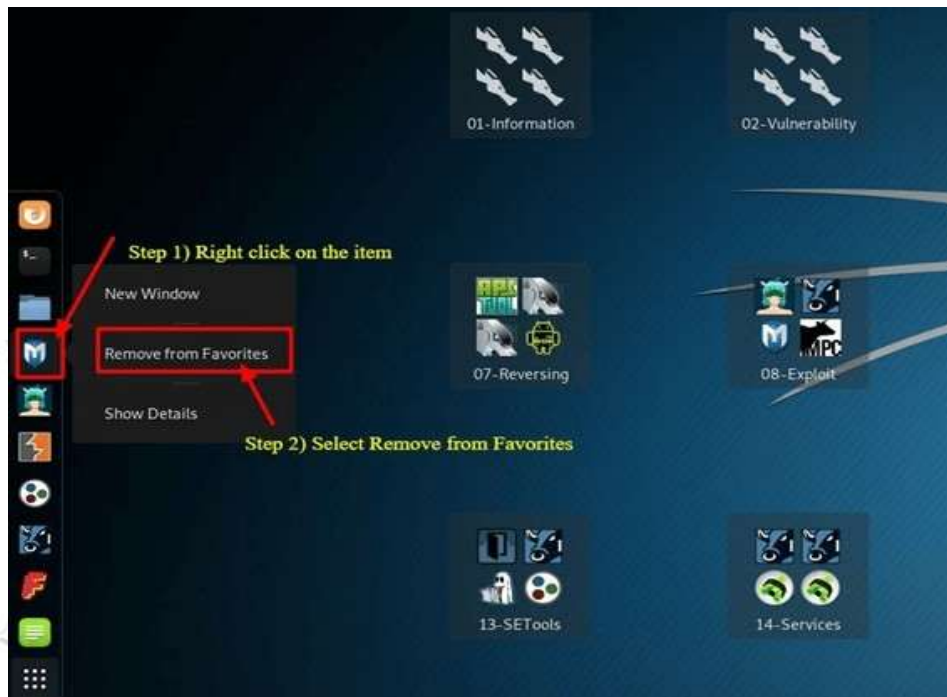 01-Information
02-Vulnerability
Step 1) Right click on the item
New Window
Remove from Favorites
Show Details
Step 2) Select Remove from Favorites
07-Reversing
08-Exploit
13-SETools
14-Services